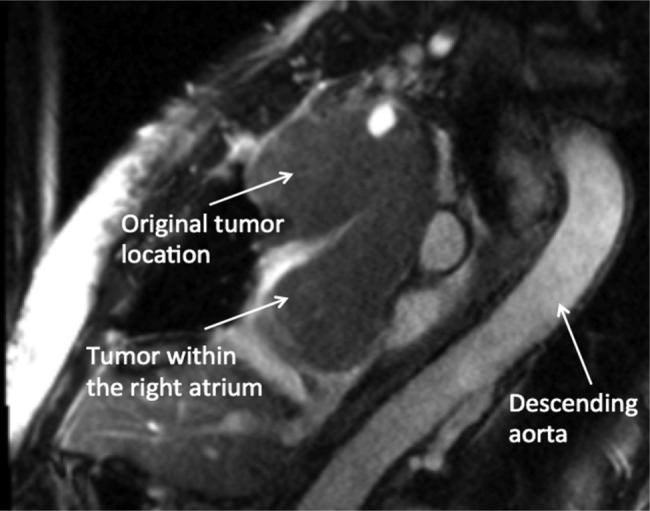 Original tumor
location
Tumor within
the right atrium
Descending
aorta